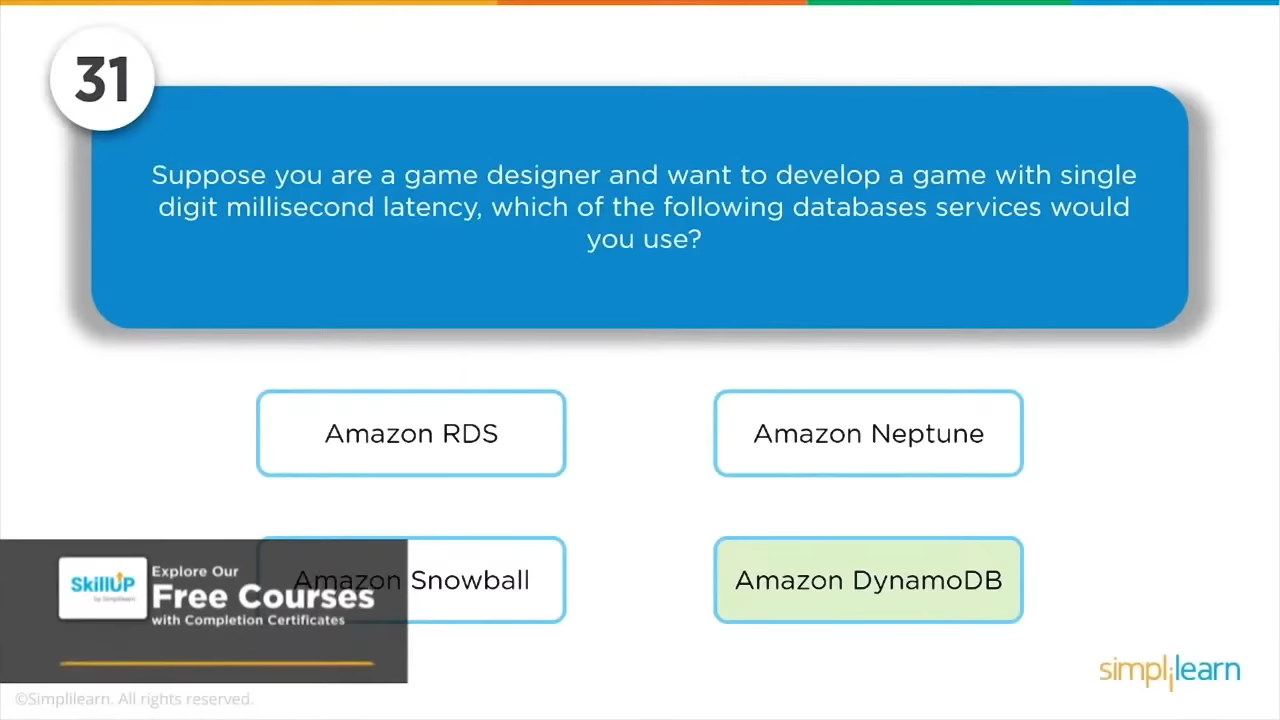 31
Suppose you are a game designer and want to develop a game with single
digit millisecond latency, which of the following databases services would
you use?
Amazon RDS
Amazon Neptune
Amazon Snowball
Amazon DynamoDB
SkillUP
by Simplilearn
Explore Our
Free Courses
with Completion Certificates
simplilearn
©Simplilearn. All rights reserved.